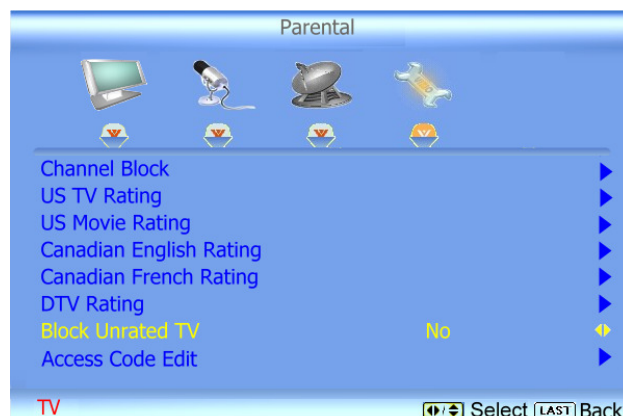 Parental
Channel Block
US TV Rating
US Movie Rating
Canadian English Rating
Canadian French Rating
DTV Rating
Block Unrated TV No
Access Code Edit
TV Select LAST Back